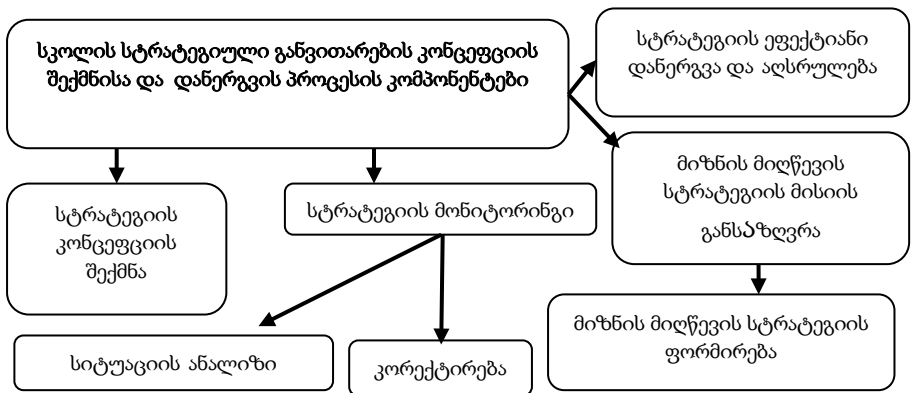 სკოლის სტრატეგიული განვითარების კონცეფციის
შექმნისა და დანერგვის პროცესის კომპონენტები
სტრატეგიის ეფექტიანი
დანერგვა და აღსრულება
მიზნის მიღწევის
სტრატეგიის მისიის
განსაზღვრა
სტრატეგიის
კონცეფციის
შექმნა
სტრატეგიის მონიტორინგი
მიზნის მიღწევის სტრატეგიის
ფორმირება
სიტუაციის ანალიზი
კორექტირება